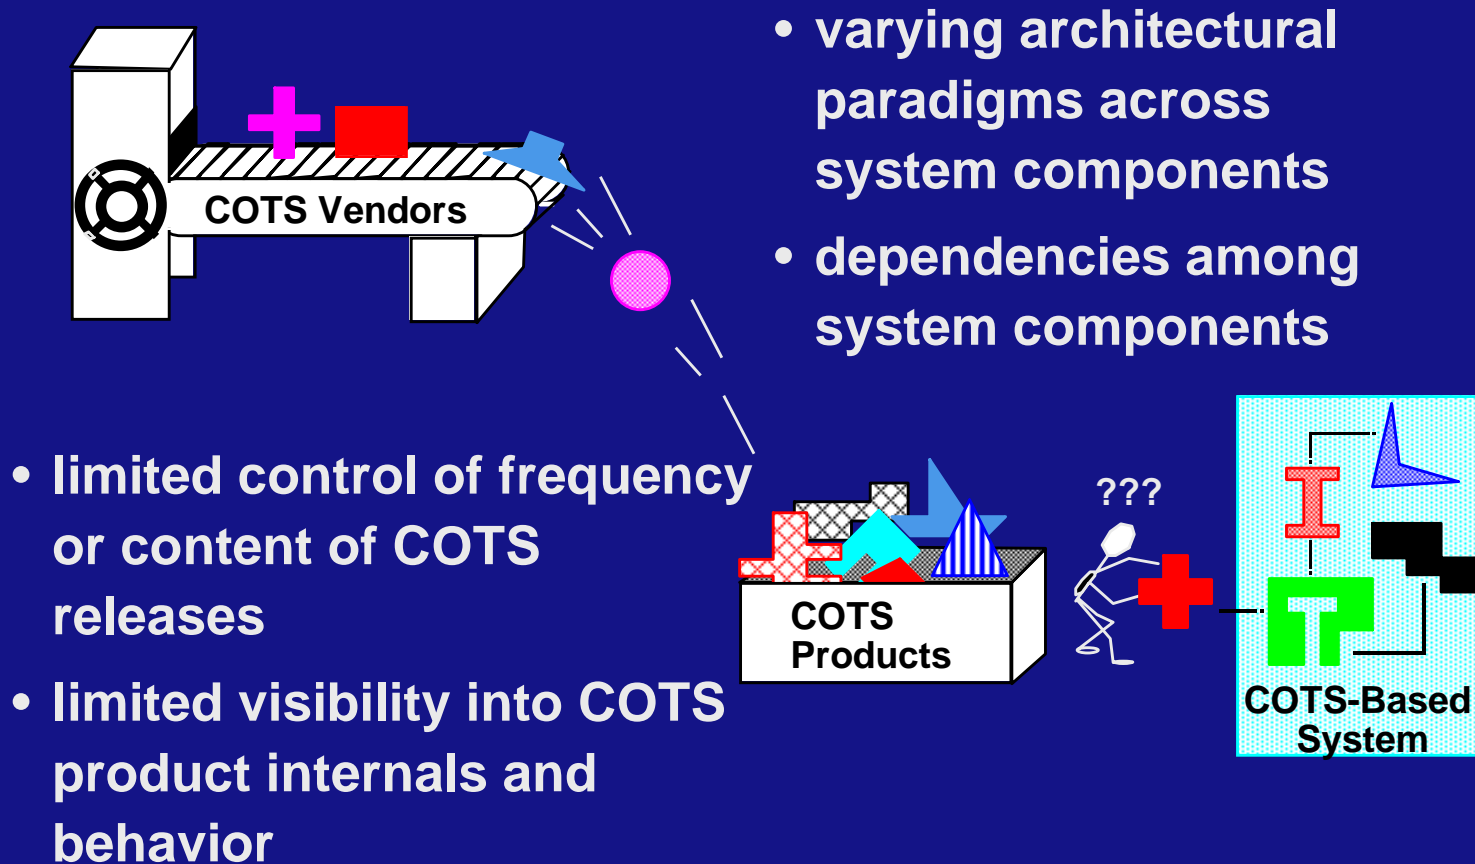 • varying architectural
paradigms across
system components
• dependencies among
system components
COTS Vendors
• limited control of frequency
or content of COTS
releases
• limited visibility into COTS
product internals and
behavior
COTS
Products
???
COTS-Based
System